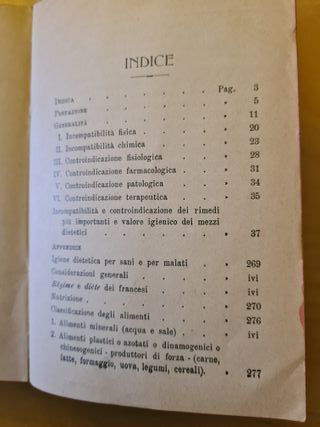 INDICE
Dedica . . . . . . Pag. 3
Prefazione . . . . . . » 5
Generalità . . . . . . » 11
I. Incompatibilità fisica . . . . » 20
II. Incompatibilità chimica . . . . » 23
III. Controindicazione fisiologica . . . » 28
IV. Controindicazione farmacologica . . . » 31
V. Controindicazione patologica . . . » 34
VI. Controindicazione terapeutica . . . » 35
Incompatibilità e controindicazione dei rimedi
più importanti e valore igienico dei mezzi
dietetici . . . . . . » 37
Appendice
Igiene dietetica per sani e per malati . . » 269
Considerazioni generali . . . . » ivi
Régime e diète dei francesi . . . » ivi
Nutrizione . . . . . . » 270
Classificazione degli alimenti . . . » 276
1. Alimenti minerali (acqua e sale) . . » ivi
2. Alimenti plastici o azotati o dinamogenici o
chinesogenici - produttori di forza - (carne,
latte, formaggio, uova, legumi, cereali). . » 277